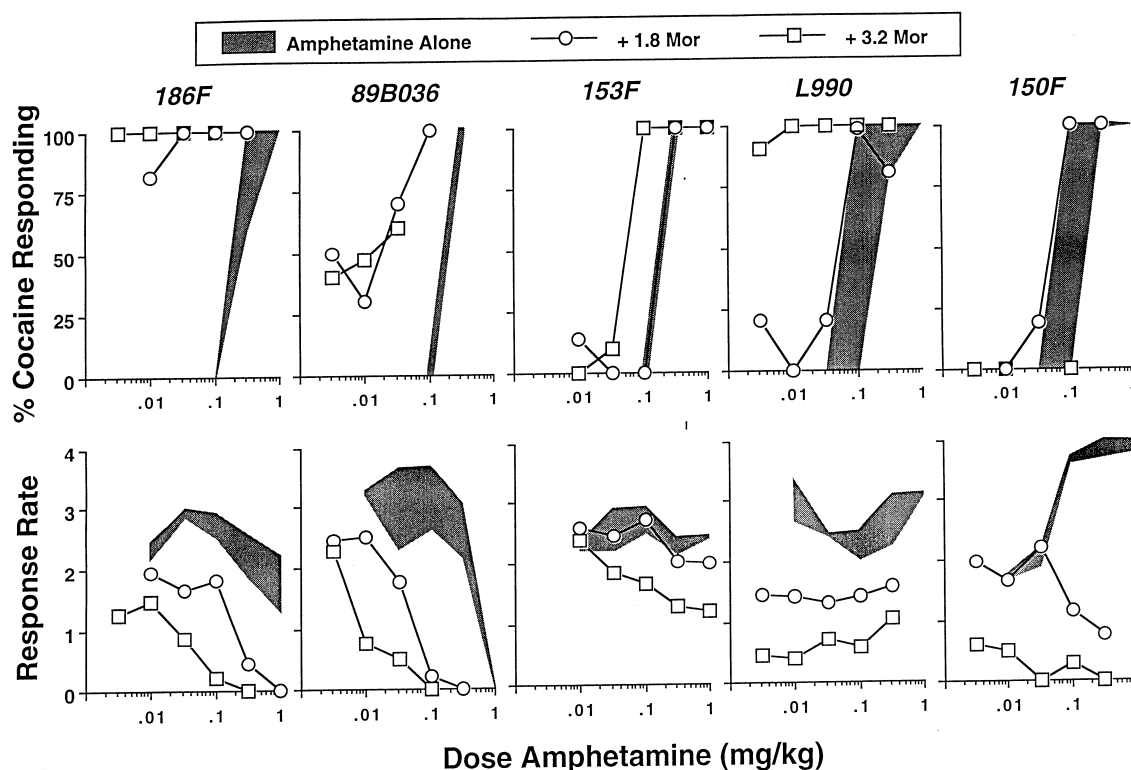 Amphetamine Alone + 1.8 Mor + 3.2 Mor
186F 89B036 153F L990 150F
% Cocaine Responding
100
75
50
25
0
.01 .1 1 .01 .1 1 .01 .1 1 .01 .1 1 .01 .1 1
Response Rate
4
3
2
1
0
.01 .1 1 .01 .1 1 .01 .1 1 .01 .1 1 .01 .1 1
Dose Amphetamine (mg/kg)